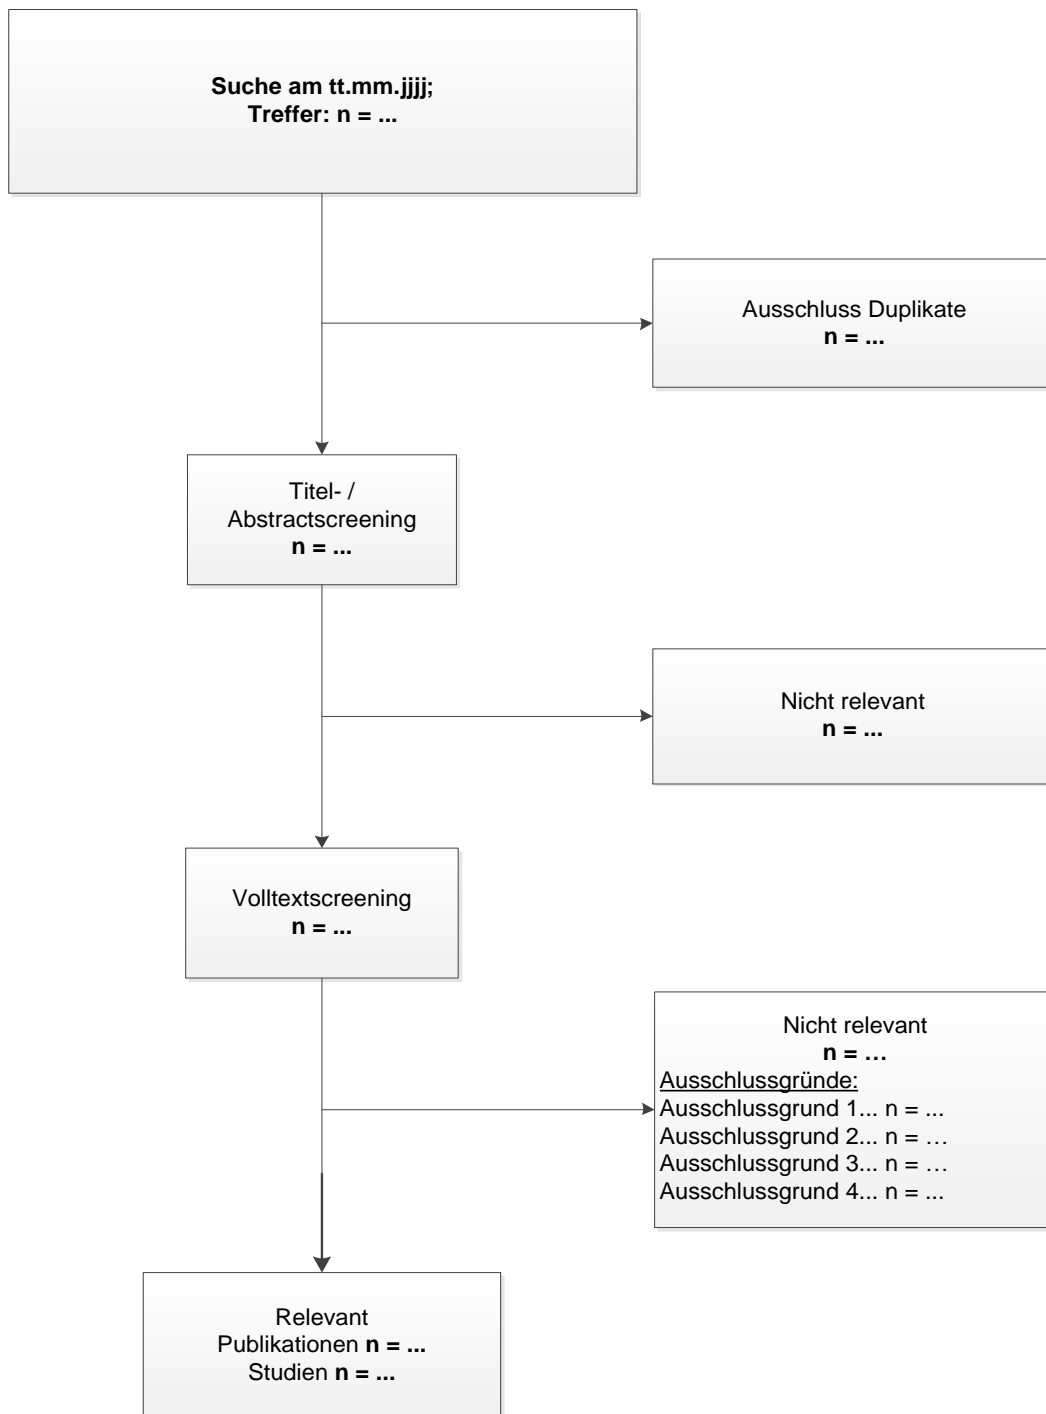 Suche am tt.mm.jjjj;
Treffer: n = ...
Ausschluss Duplikate
n = ...
Titel- /
Abstractscreening
n = ...
Nicht relevant
n = ...
Volltextscreening
n = ...
Nicht relevant
n = …
Ausschlussgründe:
Ausschlussgrund 1... n = ...
Ausschlussgrund 2... n = …
Ausschlussgrund 3... n = …
Ausschlussgrund 4... n = ...
Relevant
Publikationen n = ...
Studien n = ...